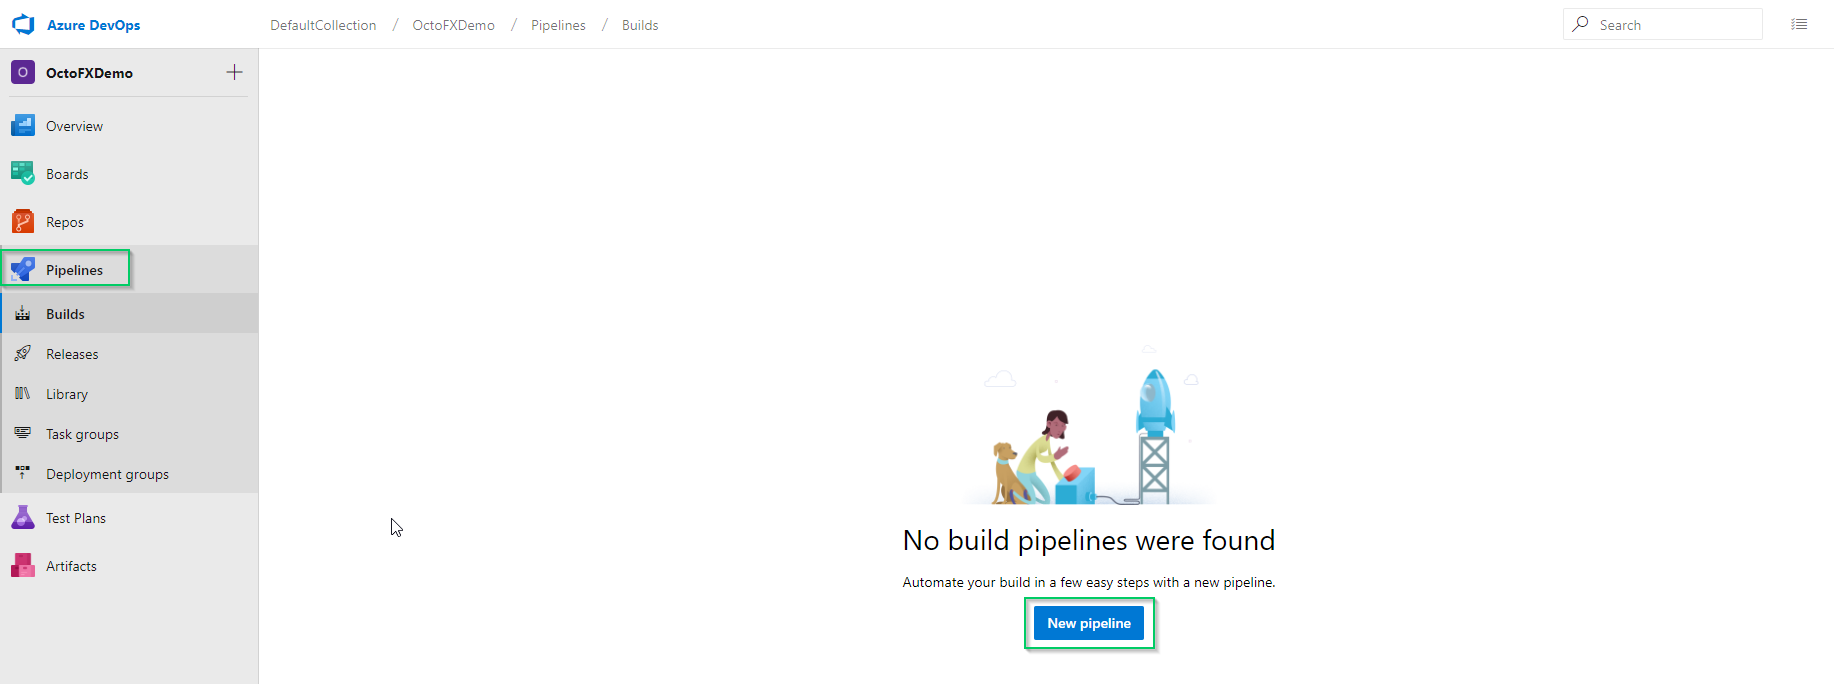 Azure DevOps
DefaultCollection / OctoFXDemo / Pipelines / Builds
Search
O OctoFXDemo
Overview
Boards
Repos
Pipelines
Builds
Releases
Library
Task groups
Deployment groups
Test Plans
Artifacts
No build pipelines were found
Automate your build in a few easy steps with a new pipeline.
New pipeline